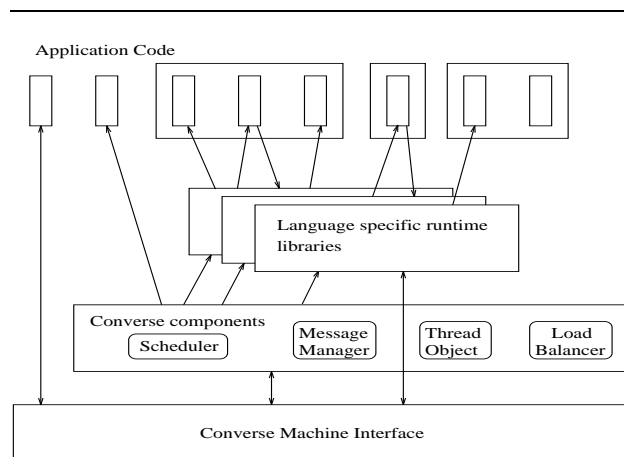 Application Code
Language specific runtime
libraries
Converse components
Scheduler
Message
Manager
Thread
Object
Load
Balancer
Converse Machine Interface